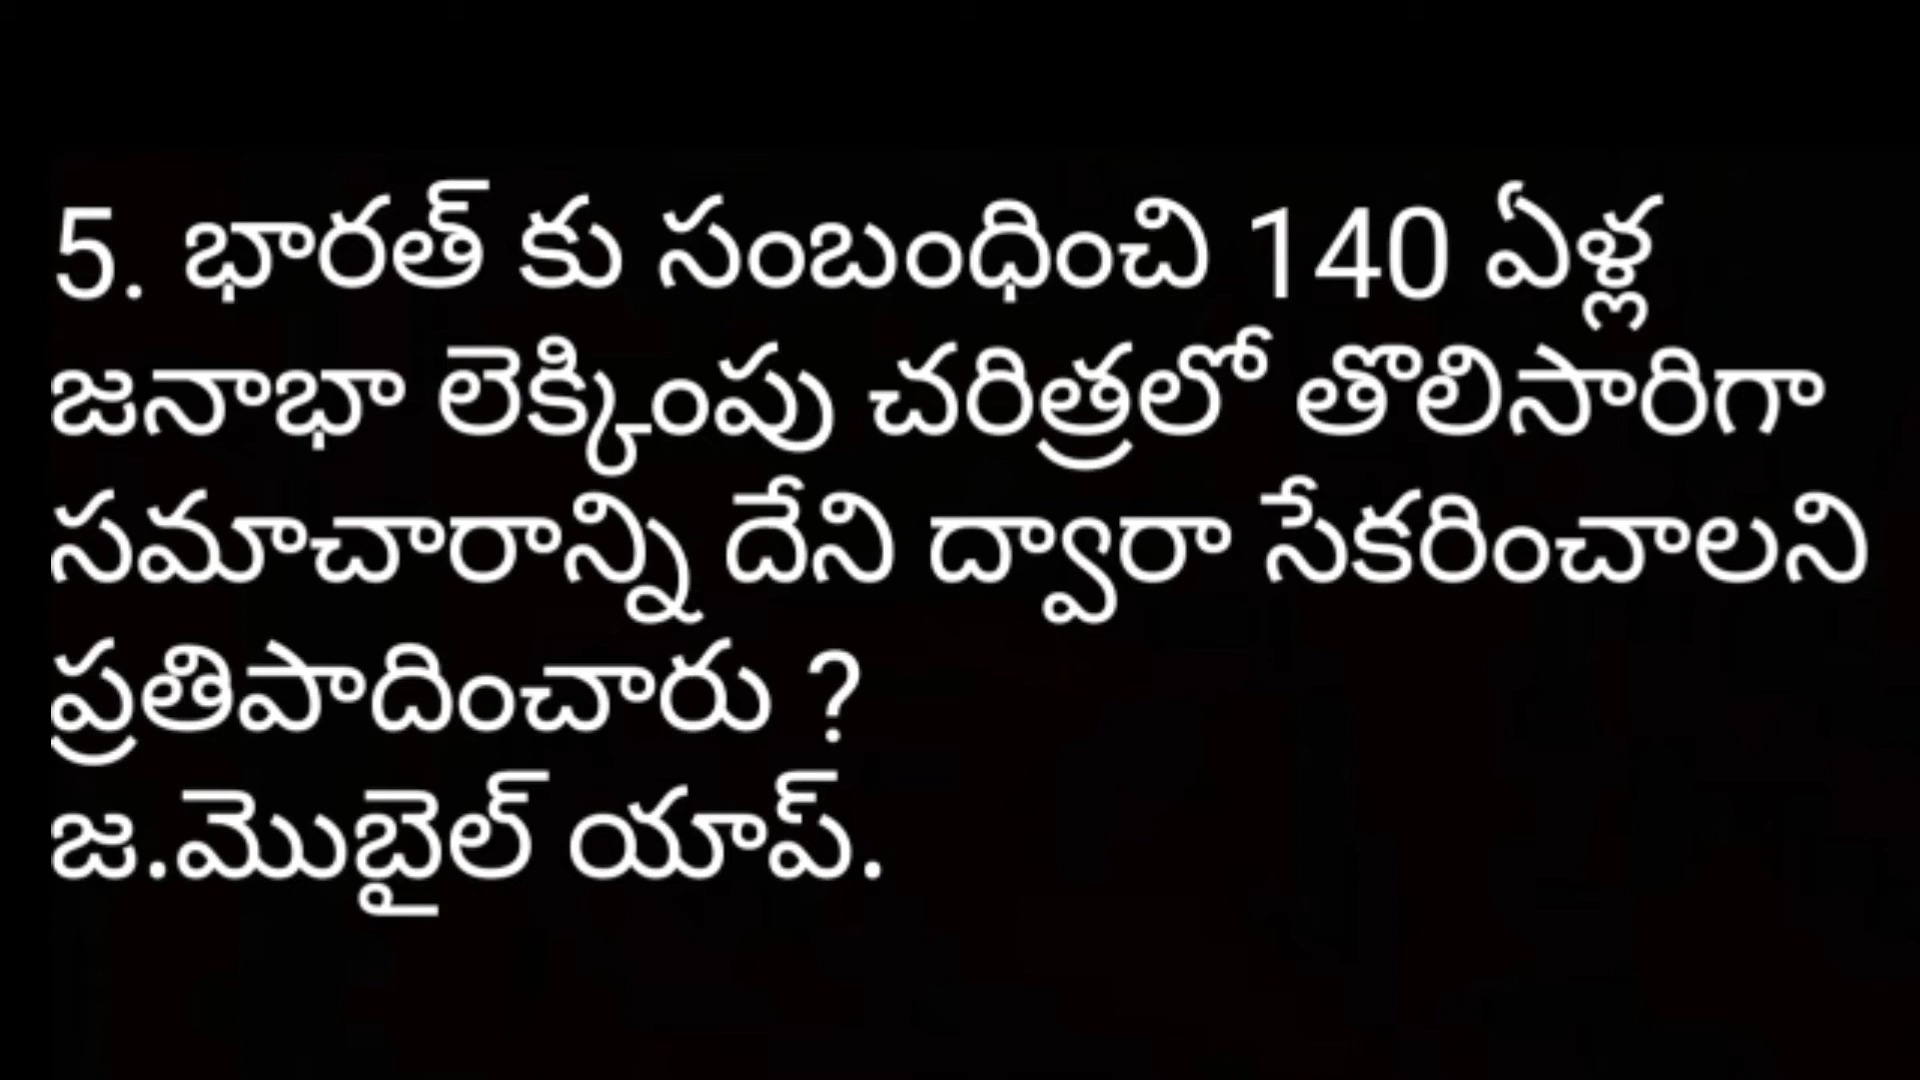 5. భారత్ కు సంబంధించి 140 ఏళ్ల
జనాభా లెక్కింపు చరిత్రలో తొలిసారిగా
సమాచారాన్ని దేని ద్వారా సేకరించాలని
ప్రతిపాదించారు ?
జ.మొబైల్ యాప్.